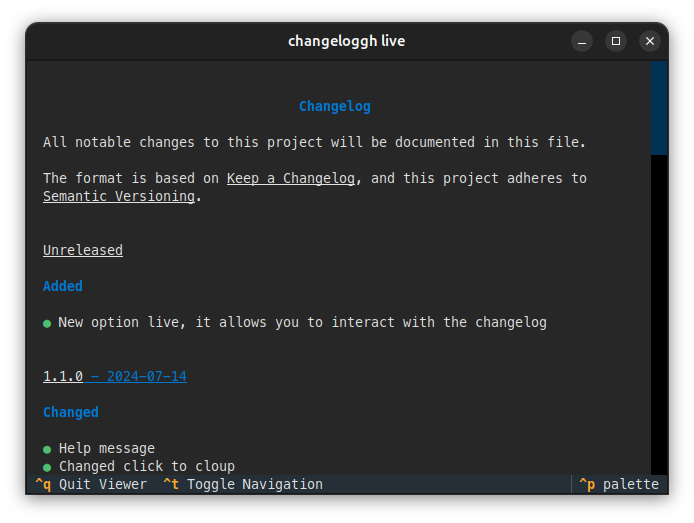 changeloggh live
Changelog
All notable changes to this project will be documented in this file.
The format is based on Keep a Changelog, and this project adheres to
Semantic Versioning.
Unreleased
Added
● New option live, it allows you to interact with the changelog
1.1.0 - 2024-07-14
Changed
● Help message
● Changed click to cloup
^q Quit Viewer ^t Toggle Navigation ^p palette